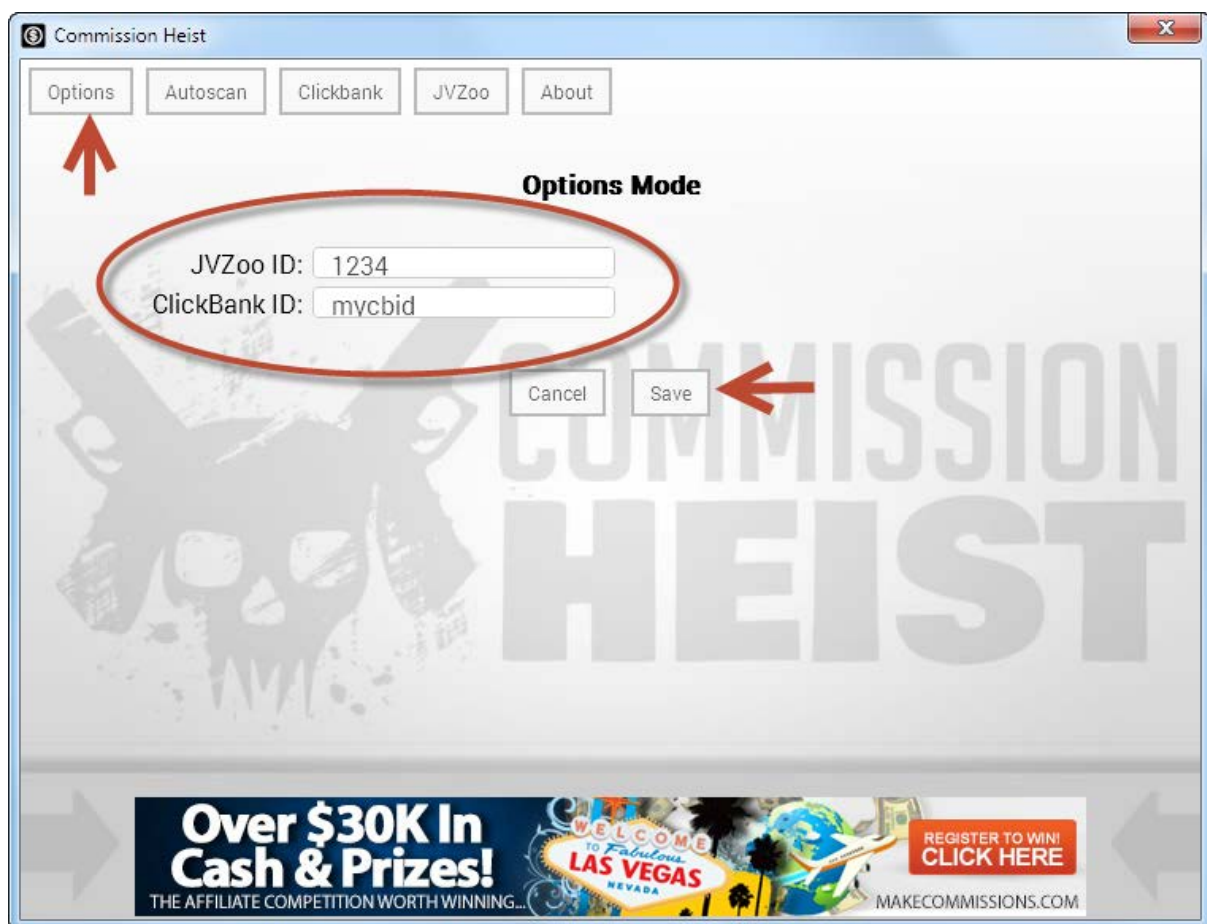 Commission Heist
Options Autoscan Clickbank JVZoo About
Options Mode
JVZoo ID: 1234
ClickBank ID: mycbid
Cancel Save
COMMISSION
HEIST
Over $30K In
Cash & Prizes!
THE AFFILIATE COMPETITION WORTH WINNING...
WELCOME
TO Fabulous
LAS VEGAS
NEVADA
REGISTER TO WIN!
CLICK HERE
MAKECOMMISSIONS.COM